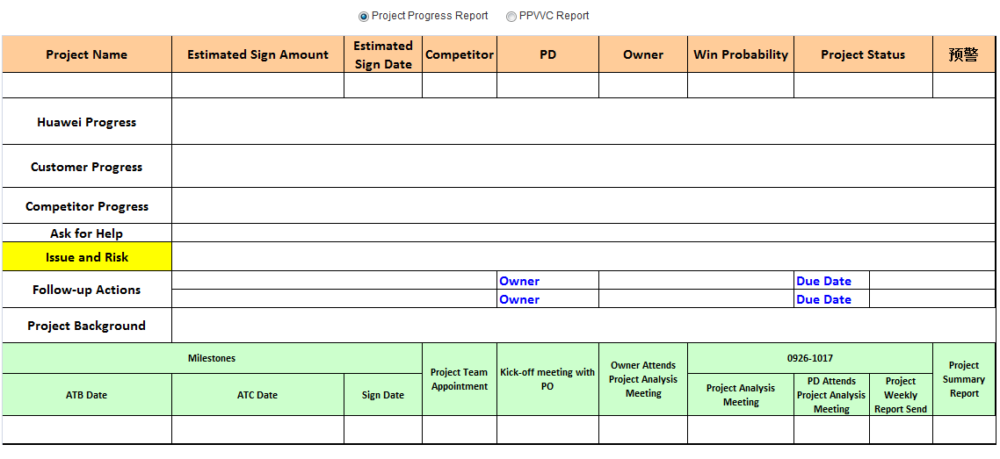 Project Progress Report PPVVC Report
Project Name Estimated Sign Amount Estimated Sign Date Competitor PD Owner Win Probability Project Status 预警
Huawei Progress
Customer Progress
Competitor Progress
Ask for Help
Issue and Risk
Follow-up Actions
Owner Due Date
Owner Due Date
Project Background
Milestones
Project Team Appointment
Kick-off meeting with PO
Owner Attends Project Analysis Meeting
0926-1017
Project Summary Report
ATB Date ATC Date Sign Date
Project Analysis Meeting
PD Attends Project Analysis Meeting
Project Weekly Report Send